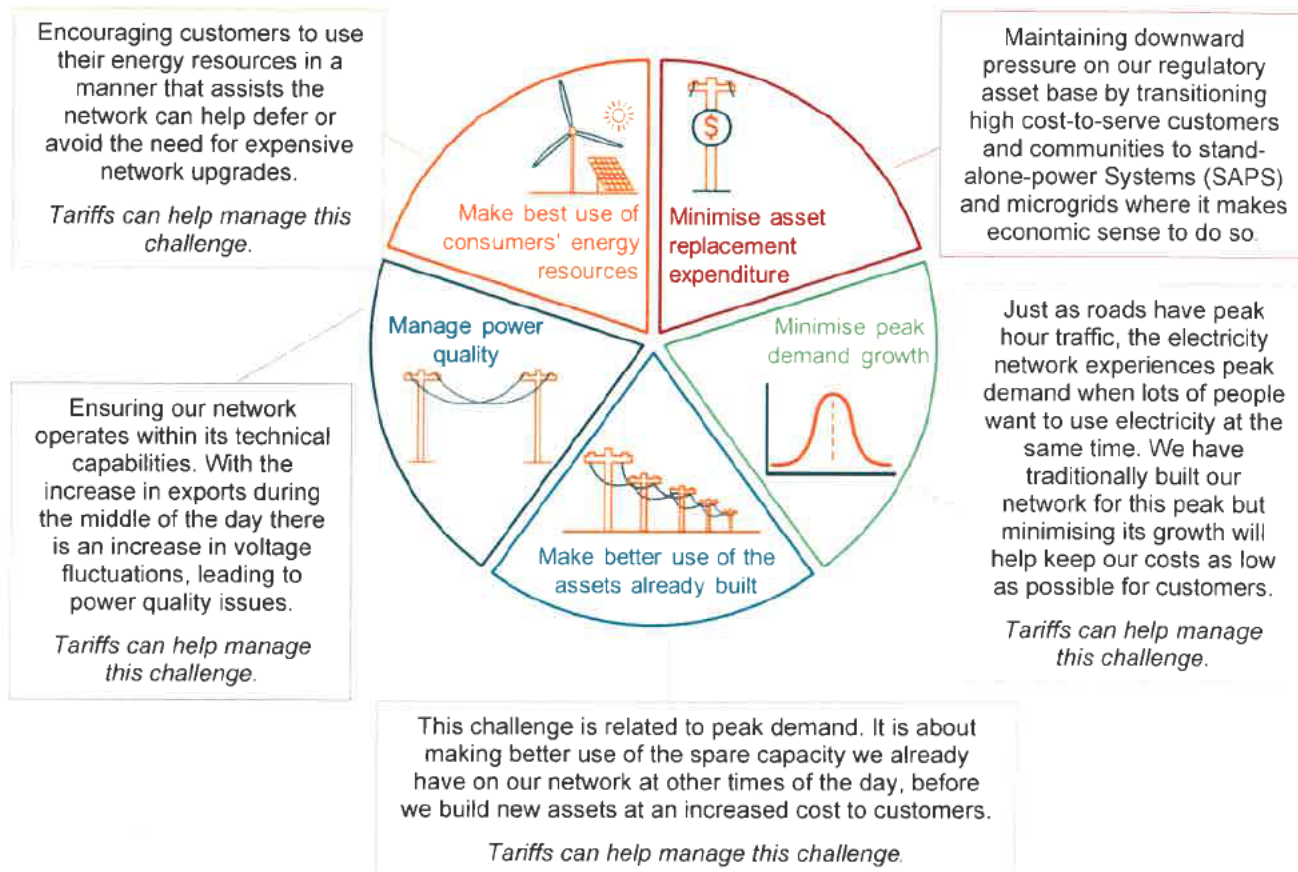 Encouraging customers to use
their energy resources in a
manner that assists the
network can help defer or
avoid the need for expensive
network upgrades.
Tariffs can help manage this
challenge.
Maintaining downward
pressure on our regulatory
asset base by transitioning
high cost-to-serve customers
and communities to stand-
alone-power Systems (SAPS)
and microgrids where it makes
economic sense to do so.
$
Make best use of
consumers' energy
resources
Minimise asset
replacement
expenditure
Manage power
quality
Minimise peak
demand growth
Make better use of the
assets already built
Ensuring our network
operates within its technical
capabilities. With the
increase in exports during
the middle of the day there
is an increase in voltage
fluctuations, leading to
power quality issues.
Tariffs can help manage
this challenge.
Just as roads have peak
hour traffic, the electricity
network experiences peak
demand when lots of people
want to use electricity at the
same time. We have
traditionally built our
network for this peak but
minimising its growth will
help keep our costs as low
as possible for customers.
Tariffs can help manage
this challenge.
This challenge is related to peak demand. It is about
making better use of the spare capacity we already
have on our network at other times of the day, before
we build new assets at an increased cost to customers.
Tariffs can help manage this challenge.